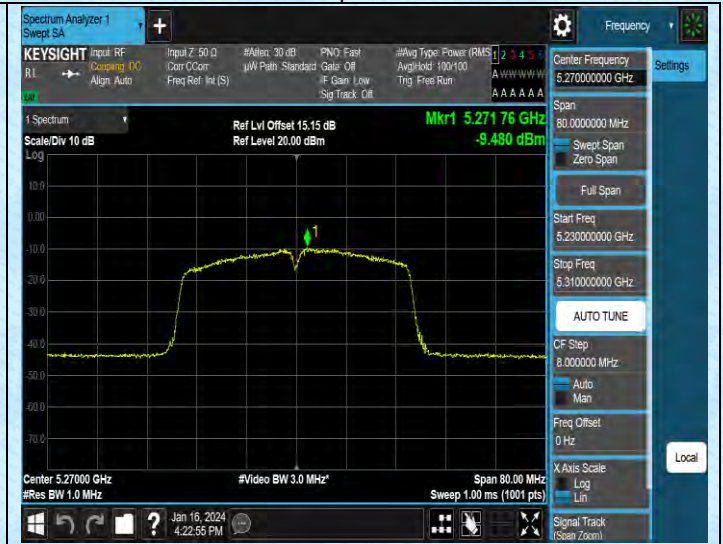 Spectrum Analyzer 1
Swept SA
+
Frequency
KEYSIGHT
Input: RF
Coupling: DC
Align: Auto
Input Z: 50 Ω
Corr CCorr
Freq Ref: Int (S)
#Atten: 30 dB
µW Path: Standard
PNO: Fast
Gate: Off
IF Gain: Low
Sig Track: Off
#Avg Type: Power (RMS
Avg|Hold: 100/100
Trig: Free Run
1 2 3 4 5 6
A W W W W W
A A A A A A
1 Spectrum
Scale/Div 10 dB
Log
Ref Lvl Offset 15.15 dB
Ref Level 20.00 dBm
Mkr1 5.271 76 GHz
-9.480 dBm
10.0
0.00
-10.0
-20.0
-30.0
-40.0
-50.0
-60.0
-70.0
1
Center 5.27000 GHz
#Res BW 1.0 MHz
#Video BW 3.0 MHz*
Span 80.00 MHz
Sweep 1.00 ms (1001 pts)
Jan 16, 2024
4:22:55 PM
Center Frequency
5.270000000 GHz
Settings
Span
80.0000000 MHz
Swept Span
Zero Span
Full Span
Start Freq
5.230000000 GHz
Stop Freq
5.310000000 GHz
AUTO TUNE
CF Step
8.000000 MHz
Auto
Man
Freq Offset
0 Hz
X Axis Scale
Log
Lin
Local
Signal Track
(Span Zoom)